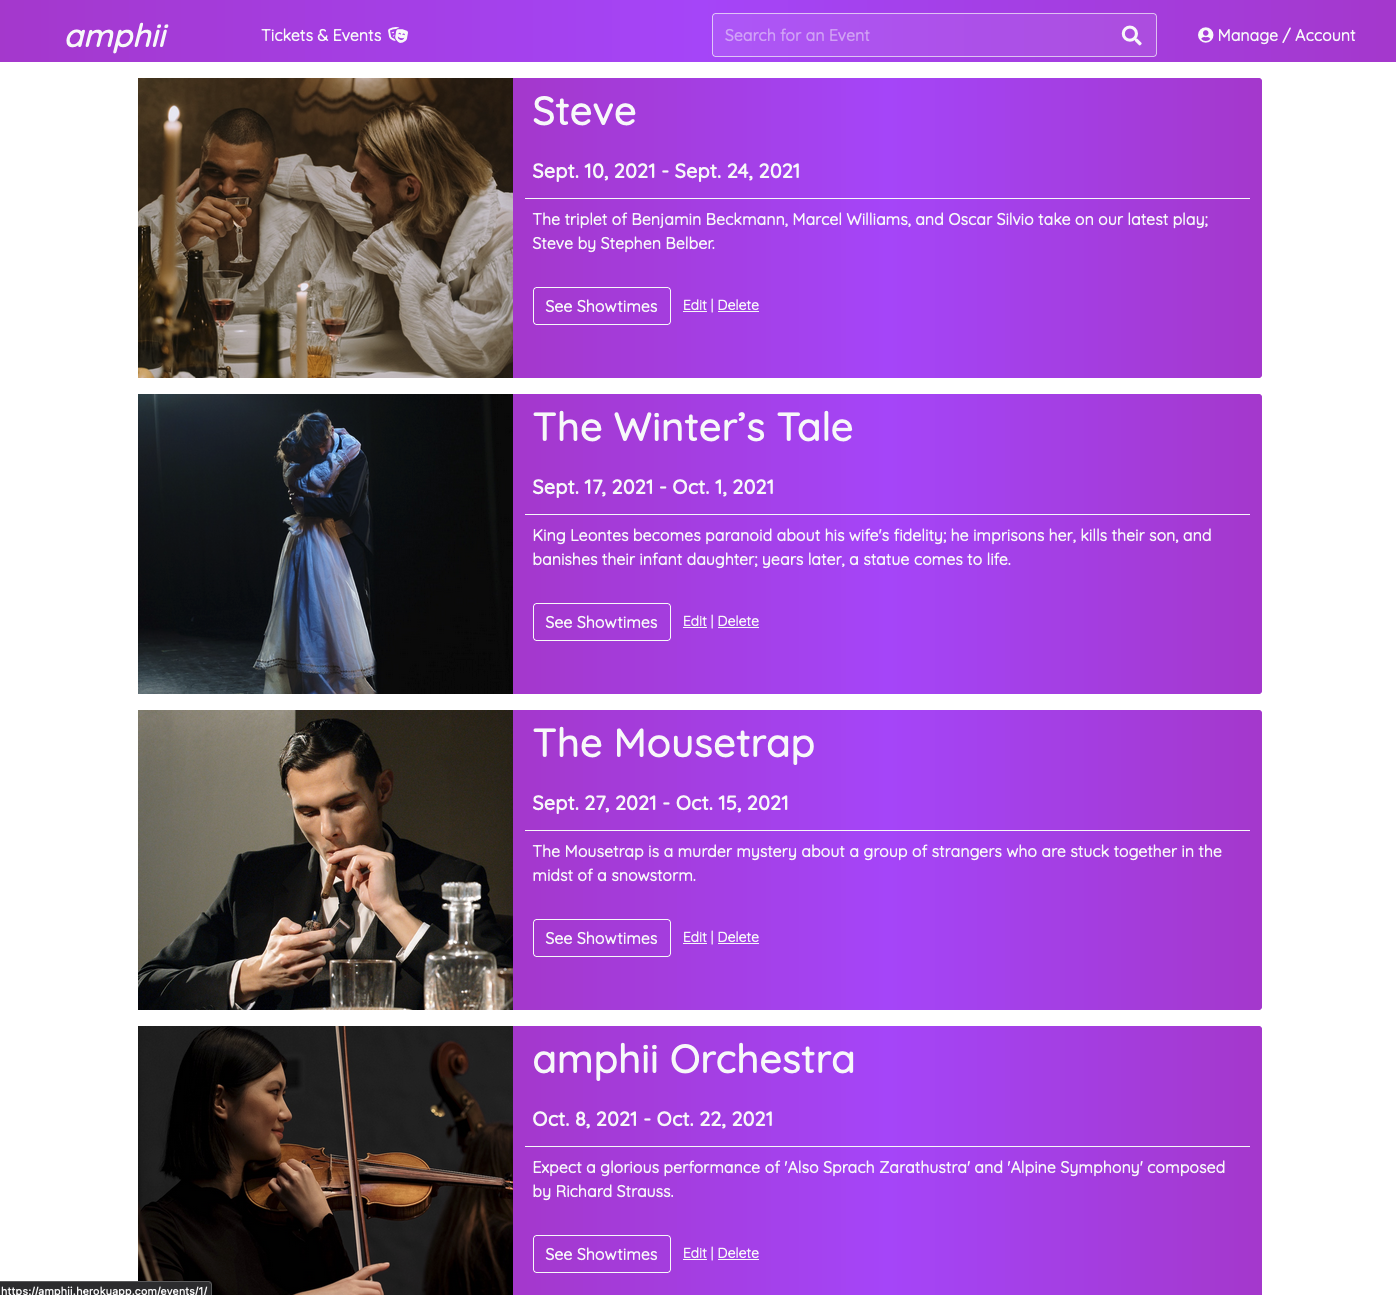 amphii
Tickets & Events
Search for an Event
Manage / Account
Steve
Sept. 10, 2021 - Sept. 24, 2021
The triplet of Benjamin Beckmann, Marcel Williams, and Oscar Silvio take on our latest play;
Steve by Stephen Belber.
See Showtimes Edit | Delete
The Winter’s Tale
Sept. 17, 2021 - Oct. 1, 2021
King Leontes becomes paranoid about his wife's fidelity; he imprisons her, kills their son, and
banishes their infant daughter; years later, a statue comes to life.
See Showtimes Edit | Delete
The Mousetrap
Sept. 27, 2021 - Oct. 15, 2021
The Mousetrap is a murder mystery about a group of strangers who are stuck together in the
midst of a snowstorm.
See Showtimes Edit | Delete
amphii Orchestra
Oct. 8, 2021 - Oct. 22, 2021
Expect a glorious performance of 'Also Sprach Zarathustra' and 'Alpine Symphony' composed
by Richard Strauss.
See Showtimes Edit | Delete
https://amphii.herokuapp.com/events/1/